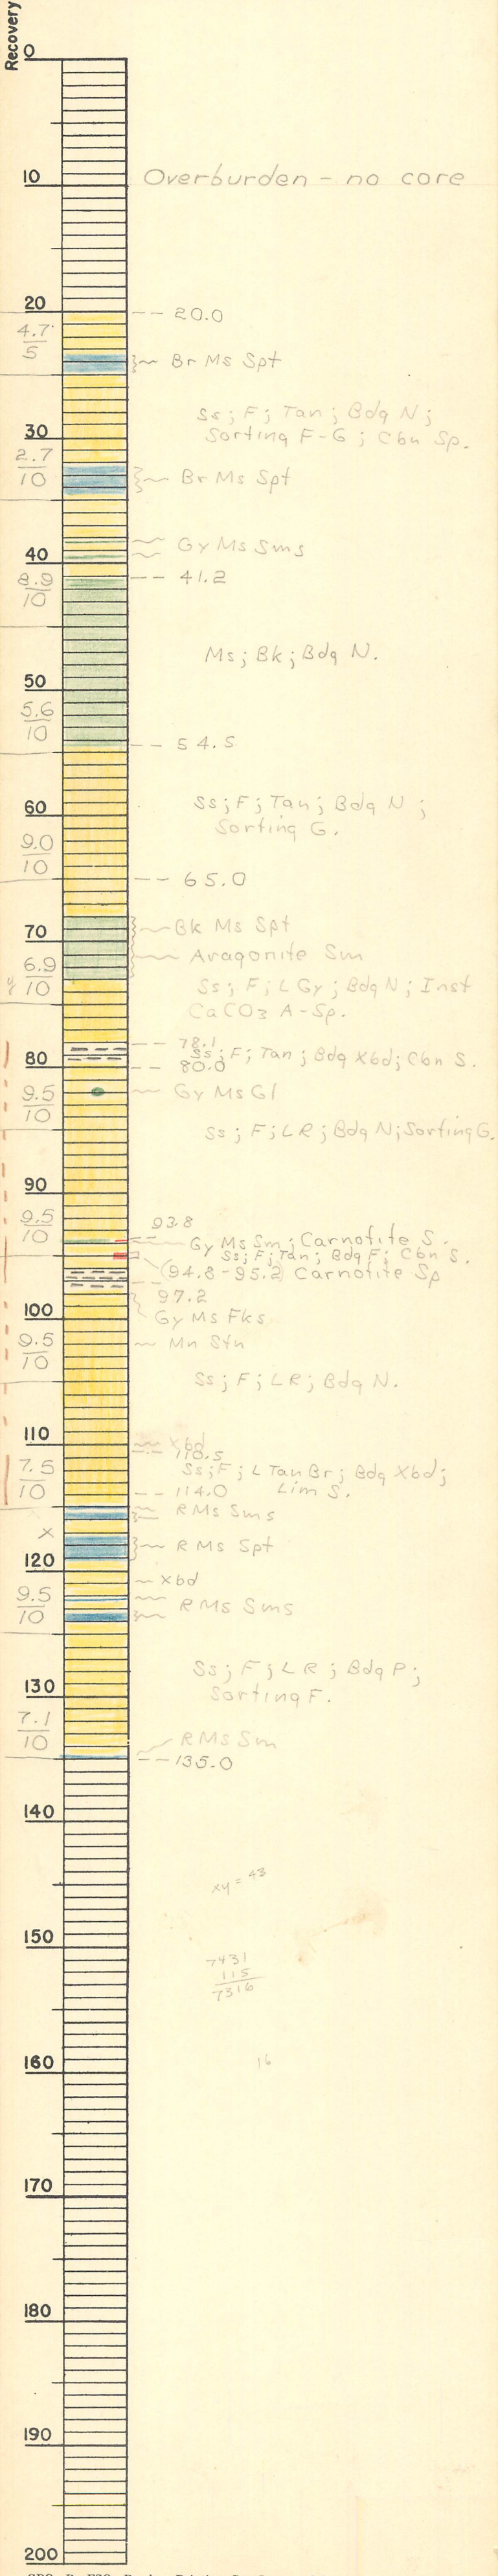 Recovery
0
10 Overburden - no core
20 -- 20.0
4.7
5
Br Ms Spt
Ss; F; Tan; Bdg N;
30 Sorting F-G; Cbn Sp.
2.7
10
Br Ms Spt
Gy Ms Sms
40
-- 41.2
8.9
10
Ms; Bk; Bdg N.
50
5.6
10
-- 54.5
60 Ss; F; Tan; Bdg N;
Sorting G.
9.0
10
-- 65.0
70 Bk Ms Spt
Aragonite Sm
6.9
10
Ss; F; L Gy; Bdg N; Inst
CaCO3 A-Sp.
-- 78.1
Ss; F; Tan; Bdg Xbd; Cbn S.
80 -- 80.0
9.5
10
Gy Ms Gl
Ss; F; LR; Bdg N; Sorting G.
90
9.5
10
93.8
Gy Ms Sm; Carnotite S.
Ss; F; Tan; Bdg F; Cbn S.
(94.8-95.2) Carnotite Sp
97.2
100 Gy Ms Fks
9.5
10
Mn Stn
Ss; F; LR; Bdg N.
110 Xbd
-- 110.5
7.5
10
Ss; F; L Tan Br; Bdg Xbd;
-- 114.0 Lim S.
R Ms Sms
X
R Ms Spt
120 Xbd
9.5
10
R Ms Sms
Ss; F; LR; Bdg P;
130 Sorting F.
7.1
10
R Ms Sm
-- 135.0
140
xy = 43
150
7431
115
7316
160 16
170
180
190
200